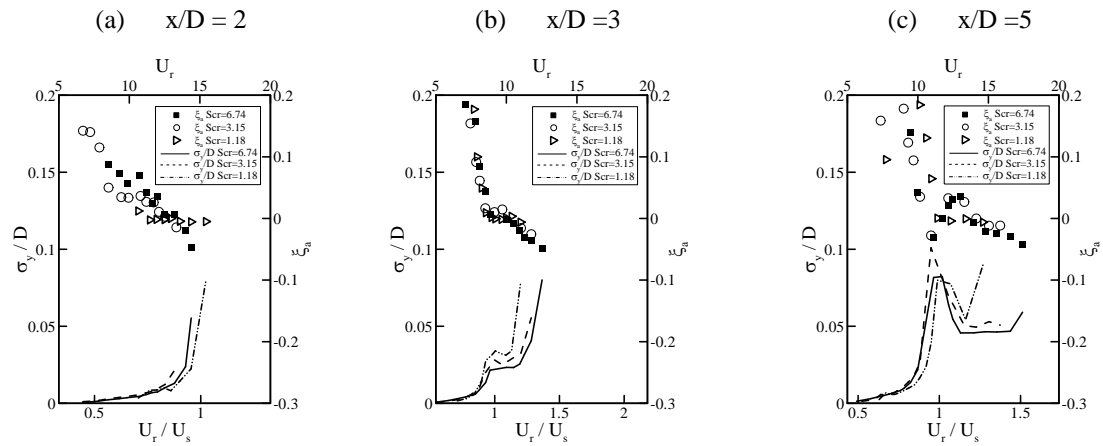 (a) x/D = 2
U_r
5 10 15 20
0.2 0.2
ξ_a Scr=6.74
ξ_a Scr=3.15
ξ_a Scr=1.18
σ_y/D Scr=6.74
σ_y/D Scr=3.15
σ_y/D Scr=1.18
0.15 0.1
0.1 0
0.05 -0.1
-0.2
0 -0.3
σ_y / D
ξ_a
0.5 1
U_r / U_s
(b) x/D =3
U_r
5 10 15 20
0.2 0.2
ξ_a Scr=6.74
ξ_a Scr=3.15
ξ_a Scr=1.18
σ_y/D Scr=6.74
σ_y/D Scr=3.15
σ_y/D Scr=1.18
0.15 0.1
0.1 0
0.05 -0.1
-0.2
0 -0.3
σ_y / D
ξ_a
0.5 1 1.5 2
U_r / U_s
(c) x/D =5
U_r
5 10 15 20
0.2 0.2
ξ_a Scr=6.74
ξ_a Scr=3.15
ξ_a Scr=1.18
σ_y/D Scr=6.74
σ_y/D Scr=3.15
σ_y/D Scr=1.18
0.15 0.1
0.1 0
0.05 -0.1
-0.2
0 -0.3
σ_y / D
ξ_a
0.5 1 1.5
U_r / U_s